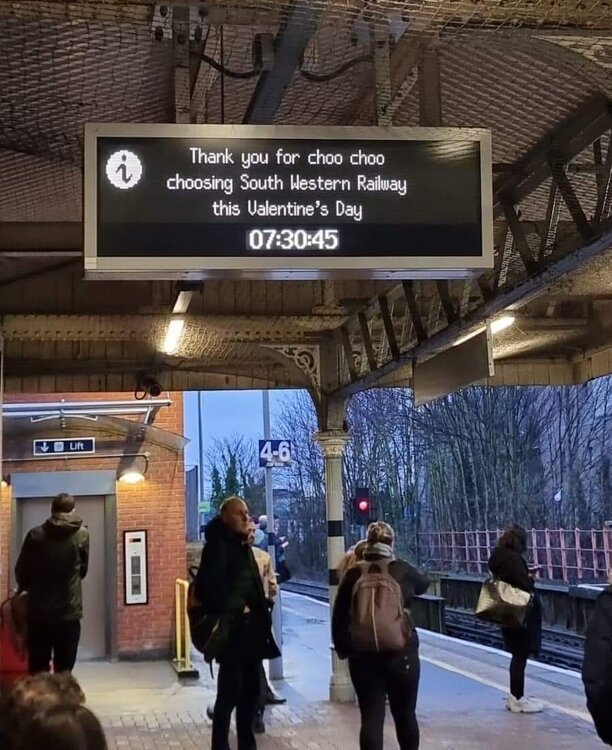 i
Thank you for choo choo
choosing South Western Railway
this Valentine's Day
07:30:45
↓ Lift
4-6